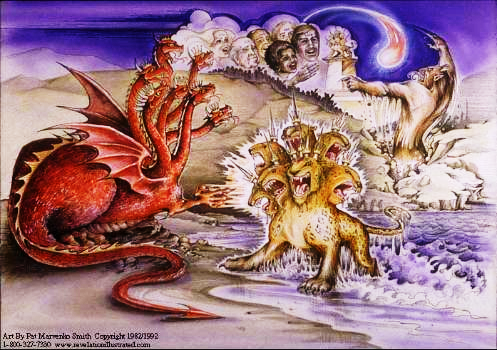 Art By Pat Marvenko Smith Copyright 1982/1992
1-800-327-7330 www.revelationillustrated.com